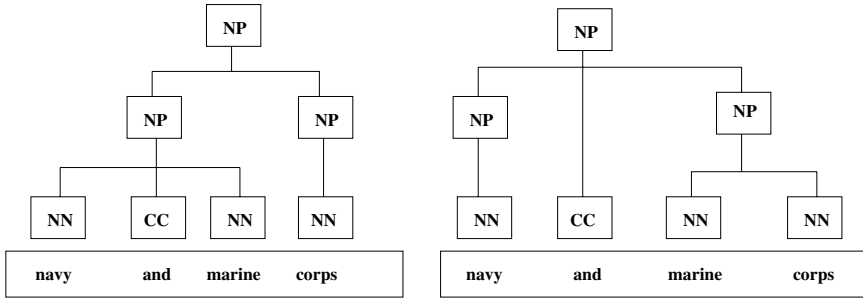 NP NP
NP NP NP NP
NN CC NN NN NN CC NN NN
navy and marine corps navy and marine corps